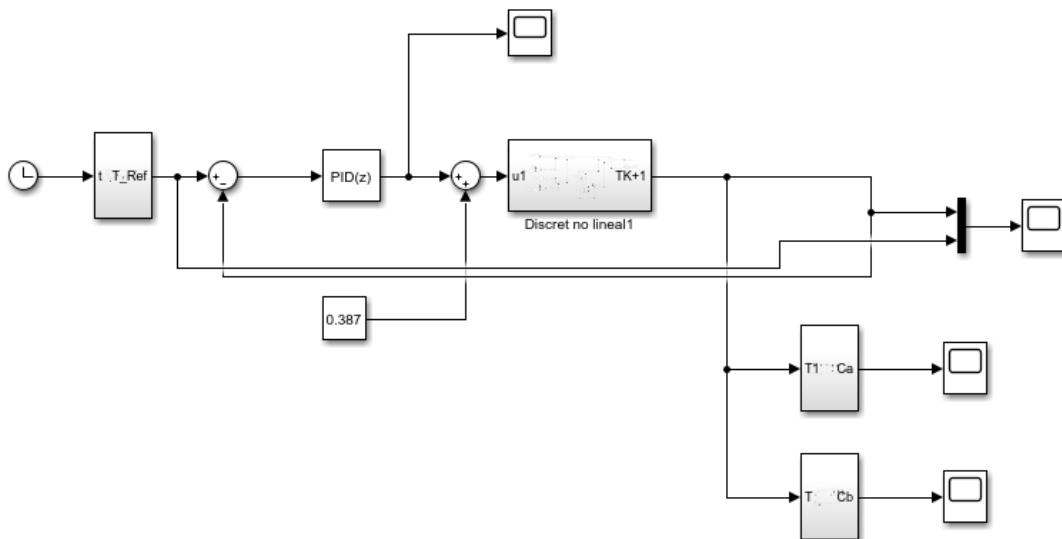 t T_Ref
+
−
PID(z)
+
+
u1 TK+1
Discret no lineal1
0.387
T1 Ca
T Cb